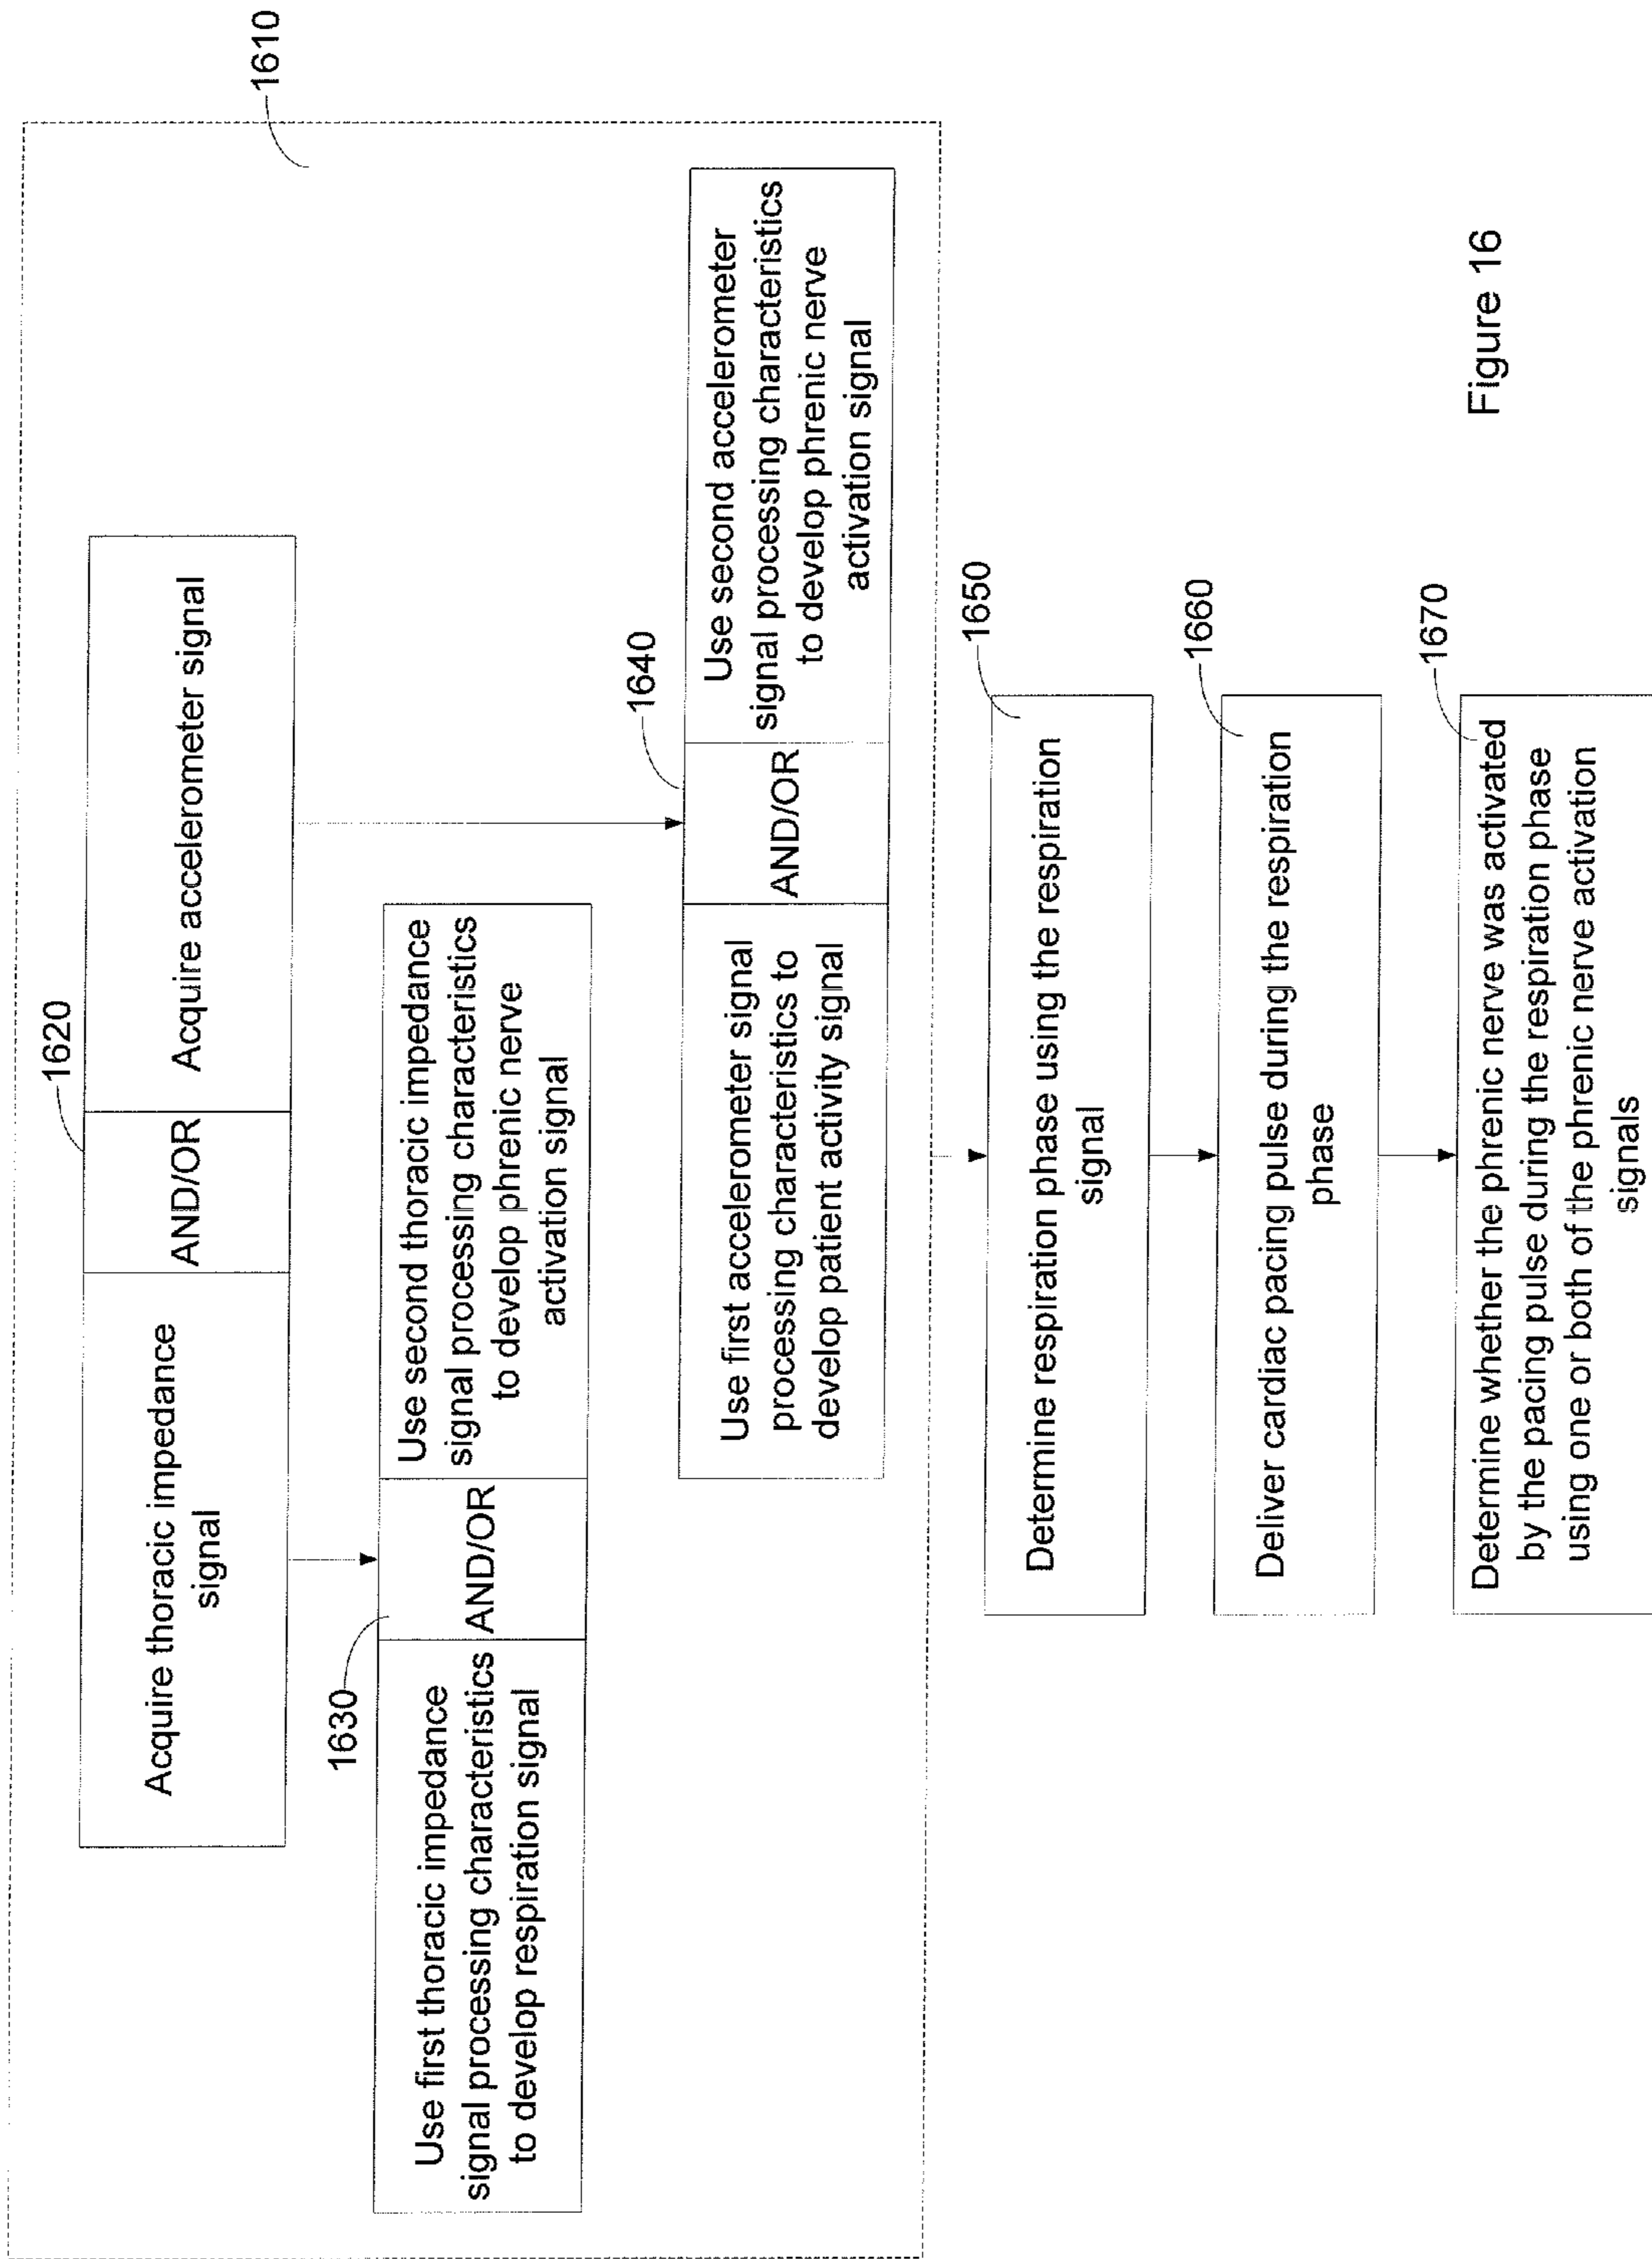 1610
1620
Acquire thoracic impedance
signal
AND/OR
Acquire accelerometer signal
1630
Use first thoracic impedance
signal processing characteristics
to develop respiration signal
AND/OR
Use second thoracic impedance
signal processing characteristics
to develop phrenic nerve
activation signal
1640
Use first accelerometer signal
processing characteristics to
develop patient activity signal
AND/OR
Use second accelerometer
signal processing characteristics
to develop phrenic nerve
activation signal
1650
Determine respiration phase using the respiration
signal
1660
Deliver cardiac pacing pulse during the respiration
phase
1670
Determine whether the phrenic nerve was activated
by the pacing pulse during the respiration phase
using one or both of the phrenic nerve activation
signals
Figure 16